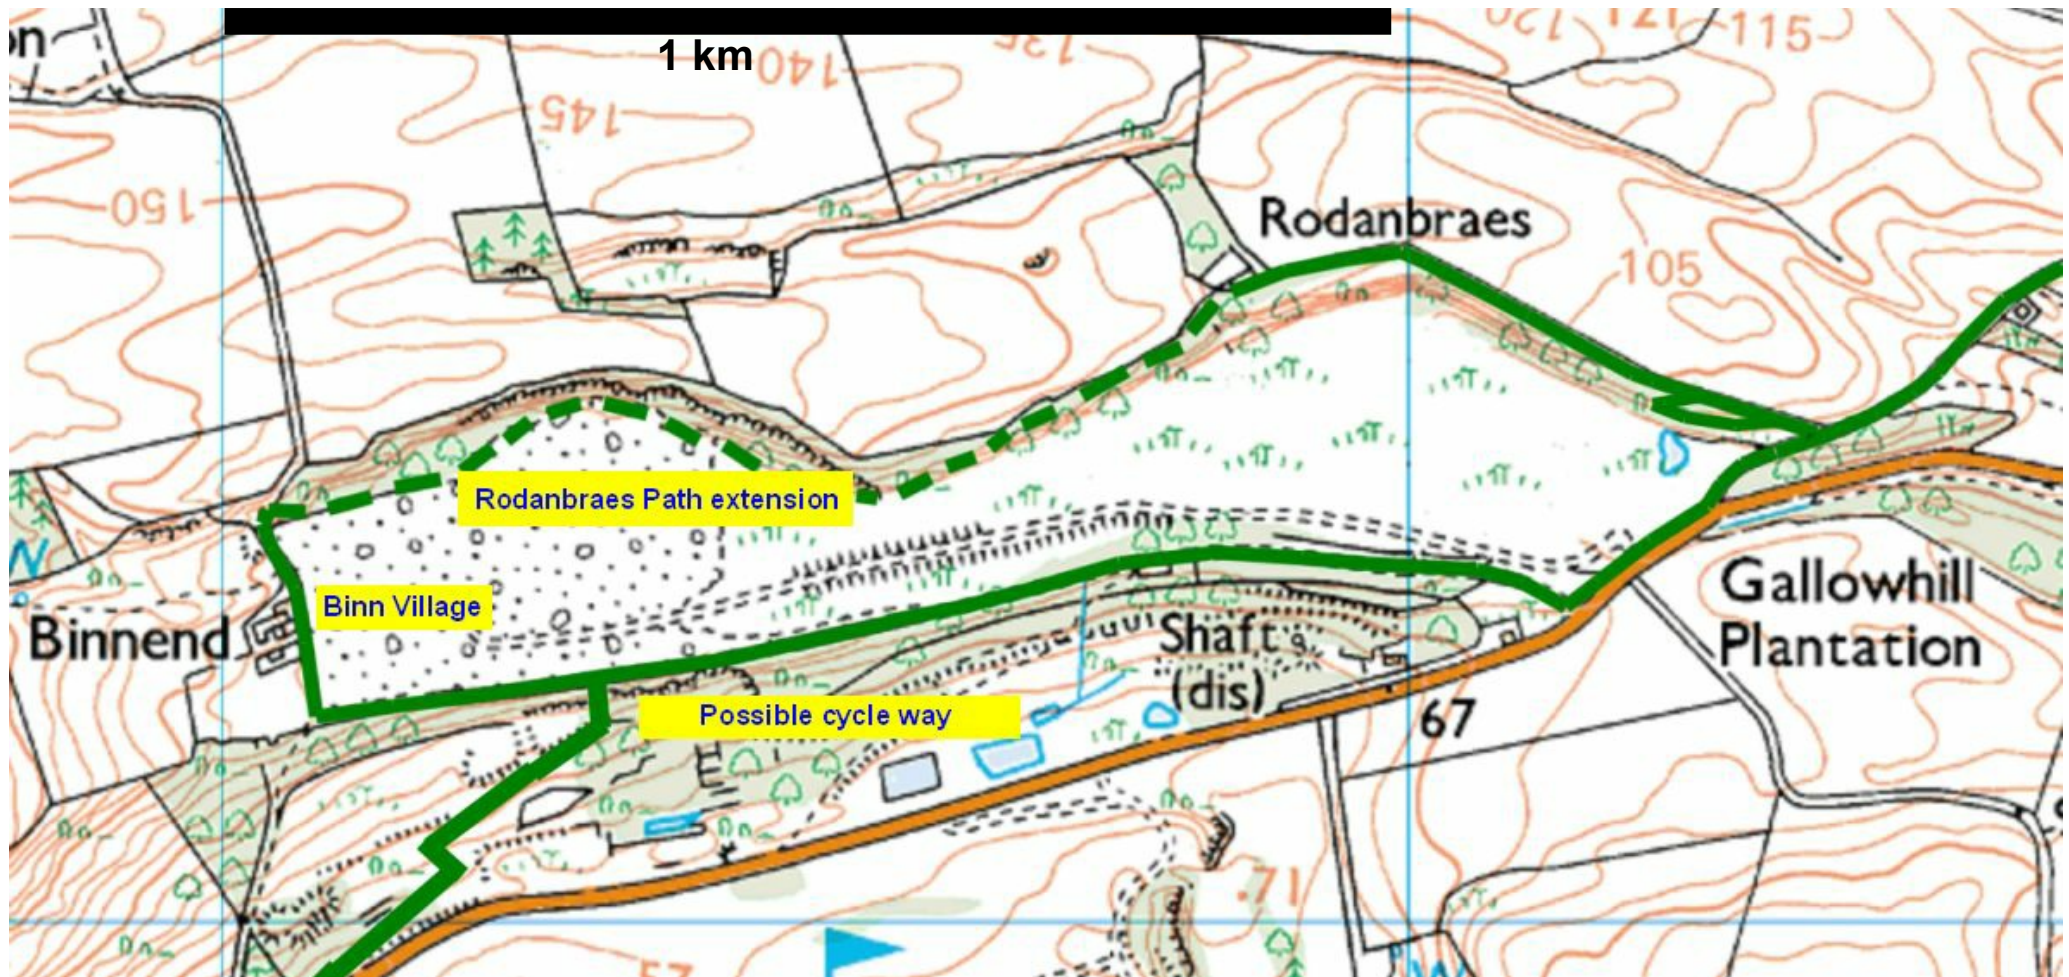 1 km
140
115
145
150
Rodanbraes
105
Rodanbraes Path extension
Binn Village
Binnend
Shaft
(dis)
Gallowhill
Plantation
Possible cycle way
67
71
W